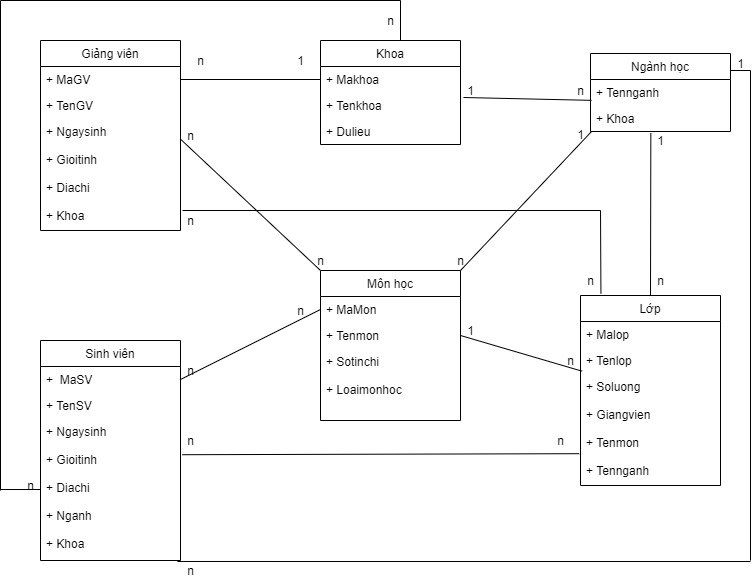 n
Giảng viên
+ MaGV
+ TenGV
+ Ngaysinh
+ Gioitinh
+ Diachi
+ Khoa
n
1
Khoa
+ Makhoa
+ Tenkhoa
+ Dulieu
1
n
Ngành học
+ Tennganh
+ Khoa
1
n
1
1
n
n
n
n
n
Môn học
+ MaMon
+ Tenmon
+ Sotinchi
+ Loaimonhoc
n
n
1
n
Lớp
+ Malop
+ Tenlop
+ Soluong
+ Giangvien
+ Tenmon
+ Tennganh
Sinh viên
+ MaSV
+ TenSV
+ Ngaysinh
+ Gioitinh
+ Diachi
+ Nganh
+ Khoa
n
n
n
n